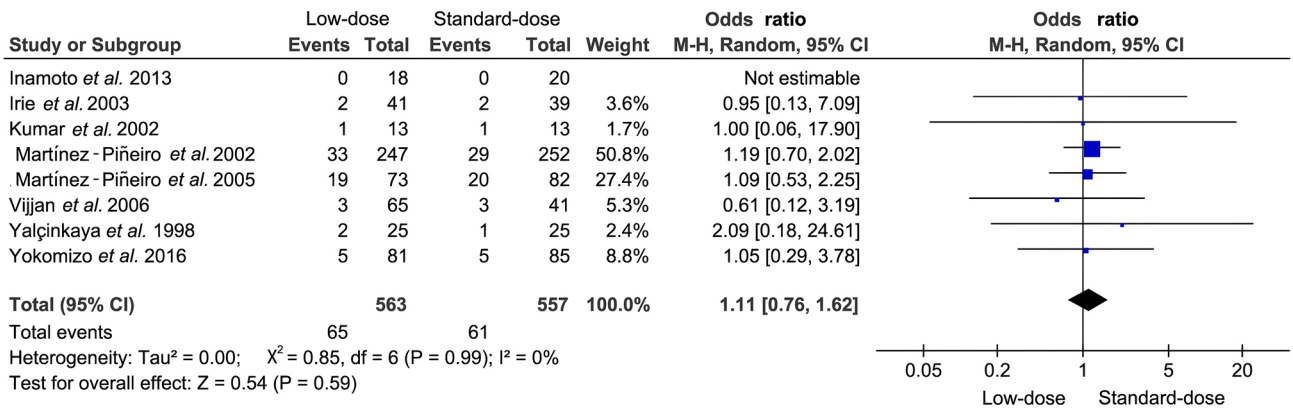 Low-dose Standard-dose Odds ratio Odds ratio
Study or Subgroup Events Total Events Total Weight M-H, Random, 95% CI M-H, Random, 95% CI
Inamoto et al. 2013 0 18 0 20 Not estimable
Irie et al. 2003 2 41 2 39 3.6% 0.95 [0.13, 7.09]
Kumar et al. 2002 1 13 1 13 1.7% 1.00 [0.06, 17.90]
Martínez-Piñeiro et al. 2002 33 247 29 252 50.8% 1.19 [0.70, 2.02]
Martínez-Piñeiro et al. 2005 19 73 20 82 27.4% 1.09 [0.53, 2.25]
Vijjan et al. 2006 3 65 3 41 5.3% 0.61 [0.12, 3.19]
Yalçinkaya et al. 1998 2 25 1 25 2.4% 2.09 [0.18, 24.61]
Yokomizo et al. 2016 5 81 5 85 8.8% 1.05 [0.29, 3.78]
Total (95% CI) 563 557 100.0% 1.11 [0.76, 1.62]
Total events 65 61
Heterogeneity: Tau² = 0.00; X² = 0.85, df = 6 (P = 0.99); I² = 0%
Test for overall effect: Z = 0.54 (P = 0.59)
0.05 0.2 1 5 20
Low-dose Standard-dose